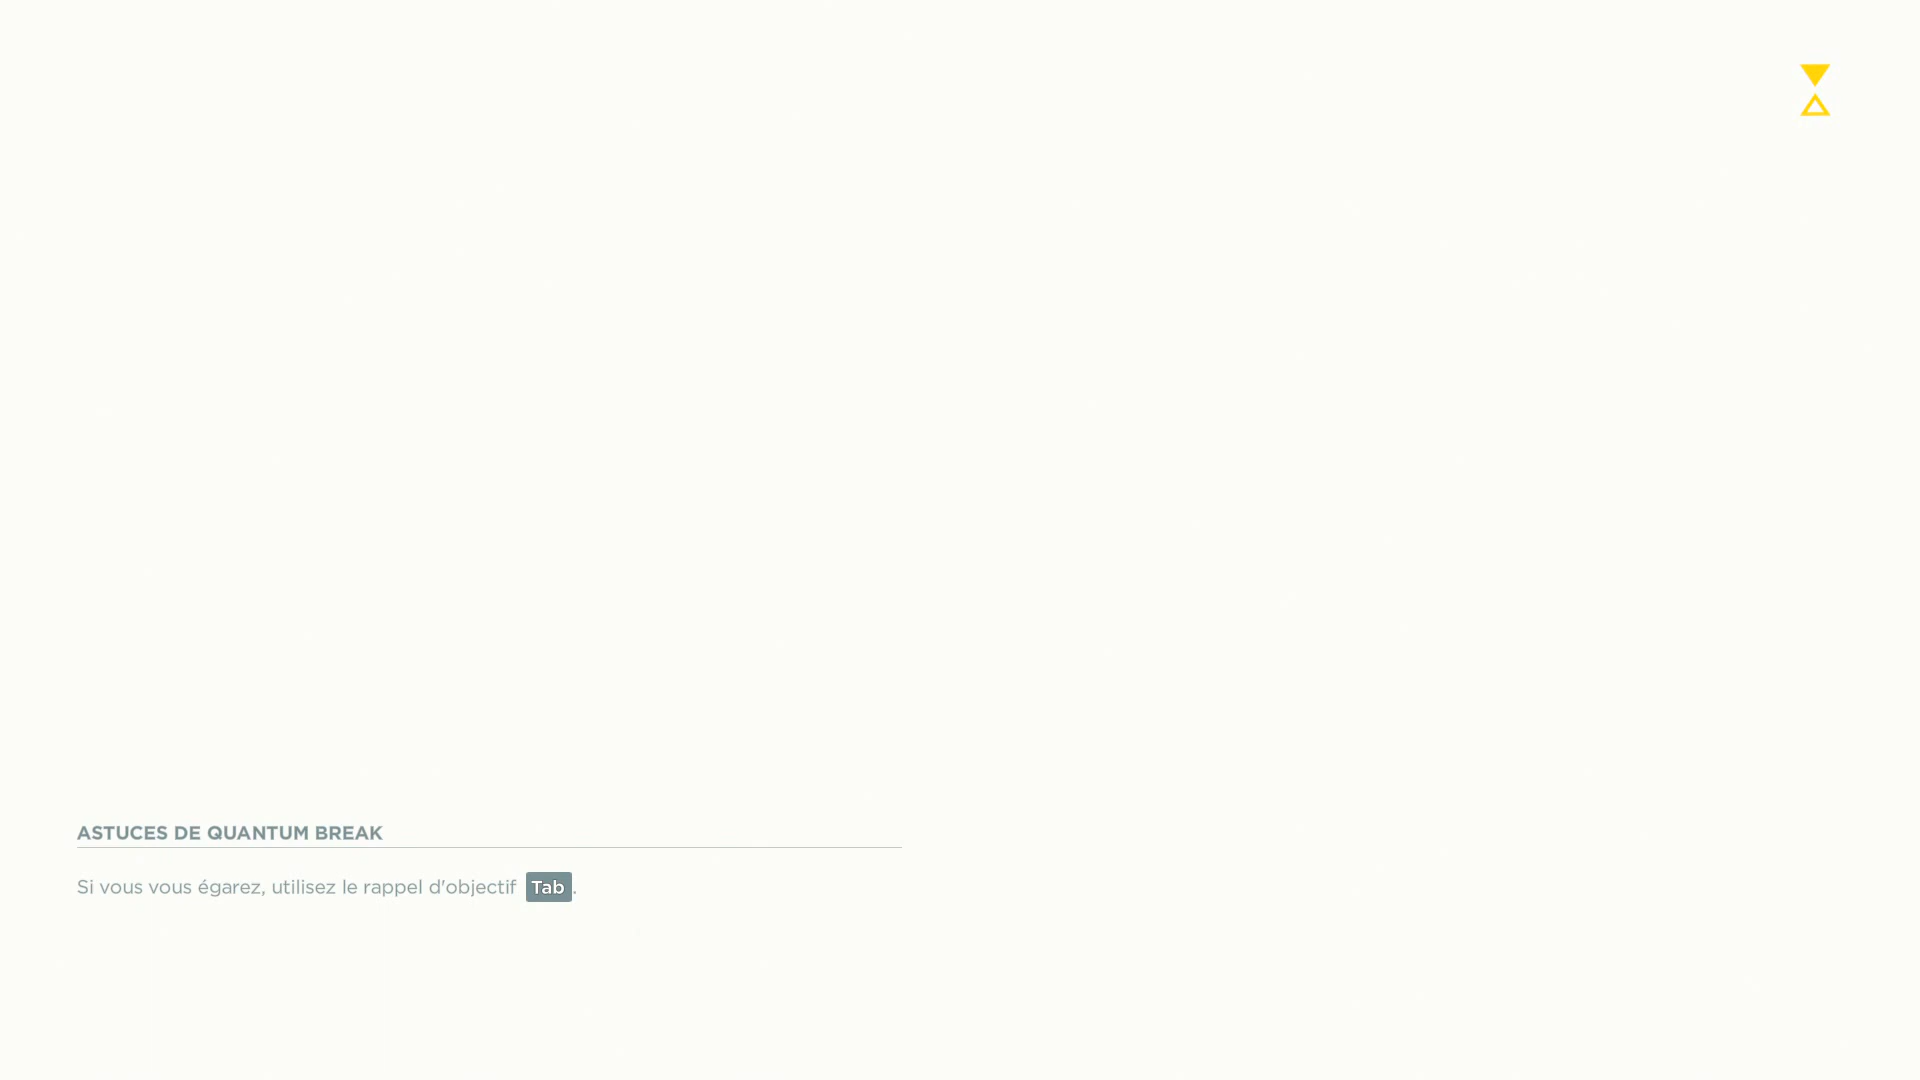 ASTUCES DE QUANTUM BREAK
Si vous vous égarez, utilisez le rappel d'objectif Tab.